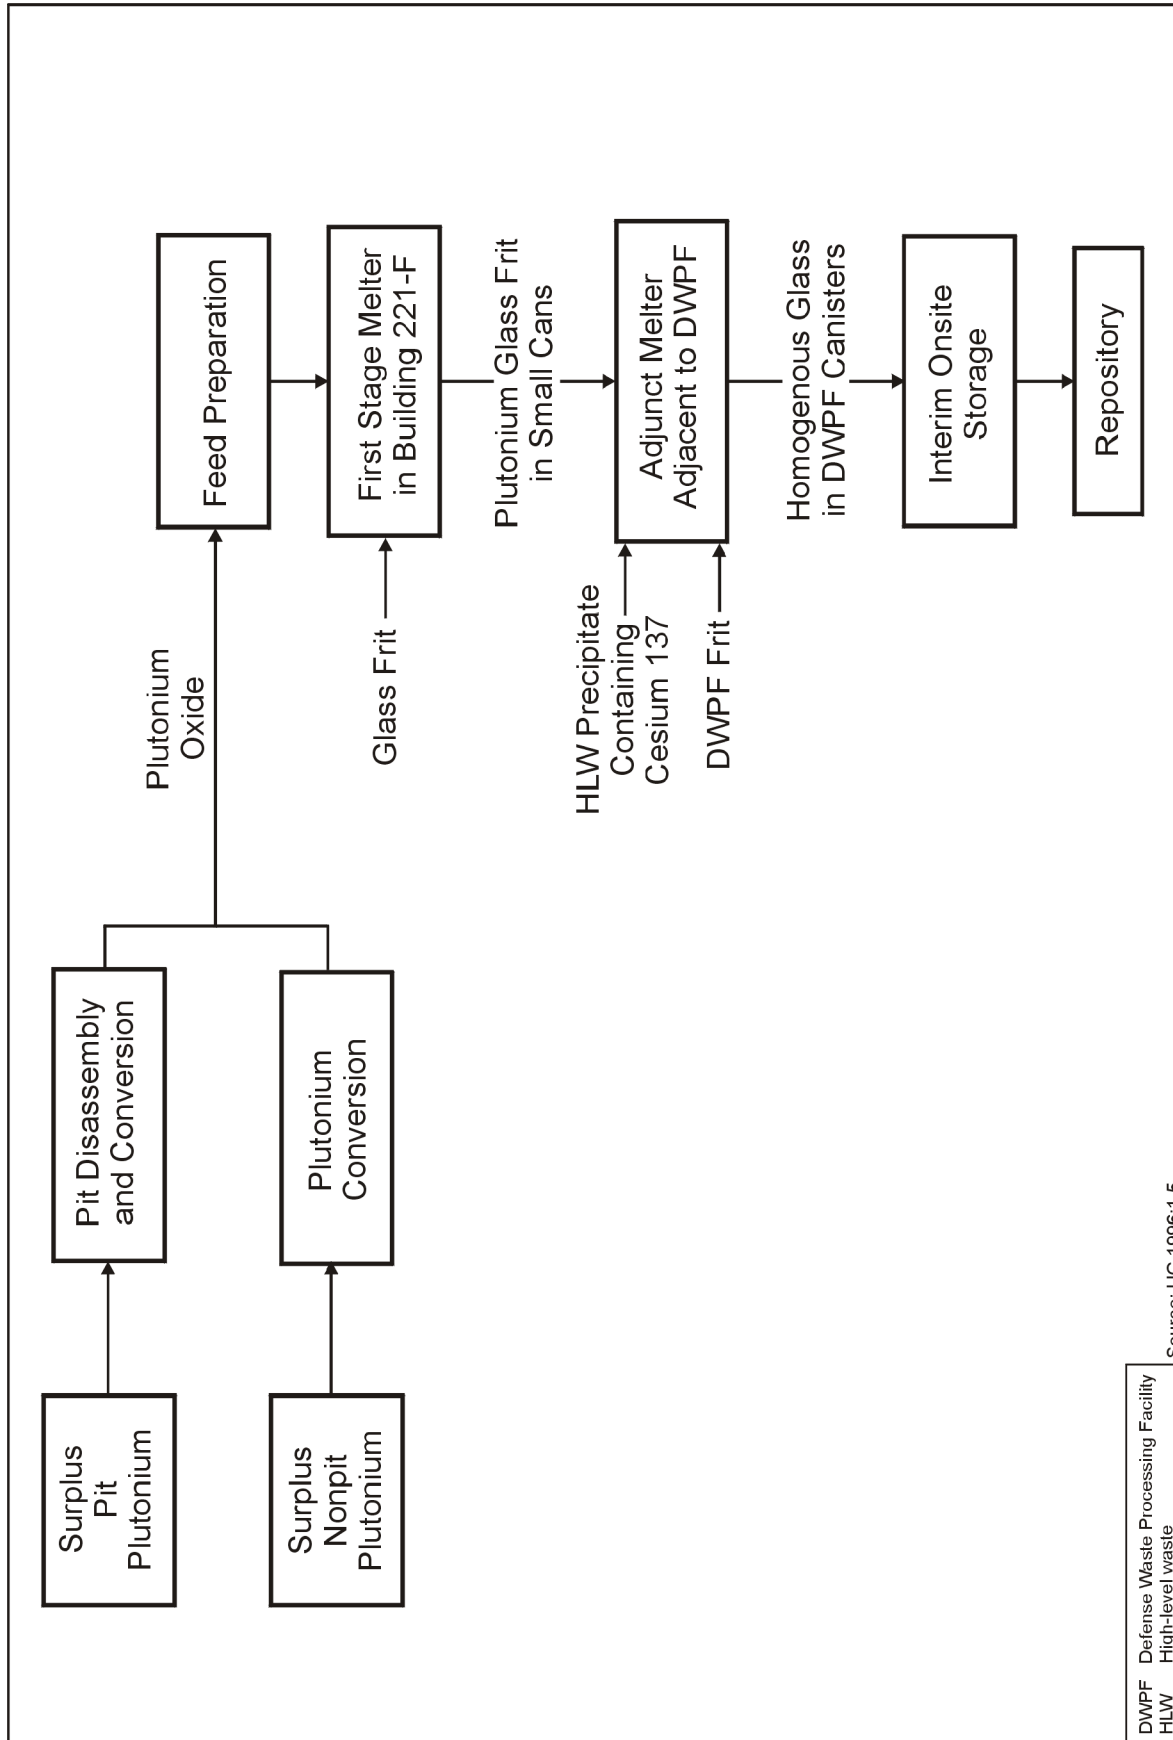 Surplus
Pit
Plutonium
Pit Disassembly
and Conversion
Surplus
Nonpit
Plutonium
Plutonium
Conversion
Plutonium
Oxide
Feed Preparation
First Stage Melter
in Building 221-F
Glass Frit
Plutonium Glass Frit
in Small Cans
HLW Precipitate
Containing
Cesium 137
DWPF Frit
Adjunct Melter
Adjacent to DWPF
Homogenous Glass
in DWPF Canisters
Interim Onsite
Storage
Repository
DWPF Defense Waste Processing Facility
HLW High-level waste